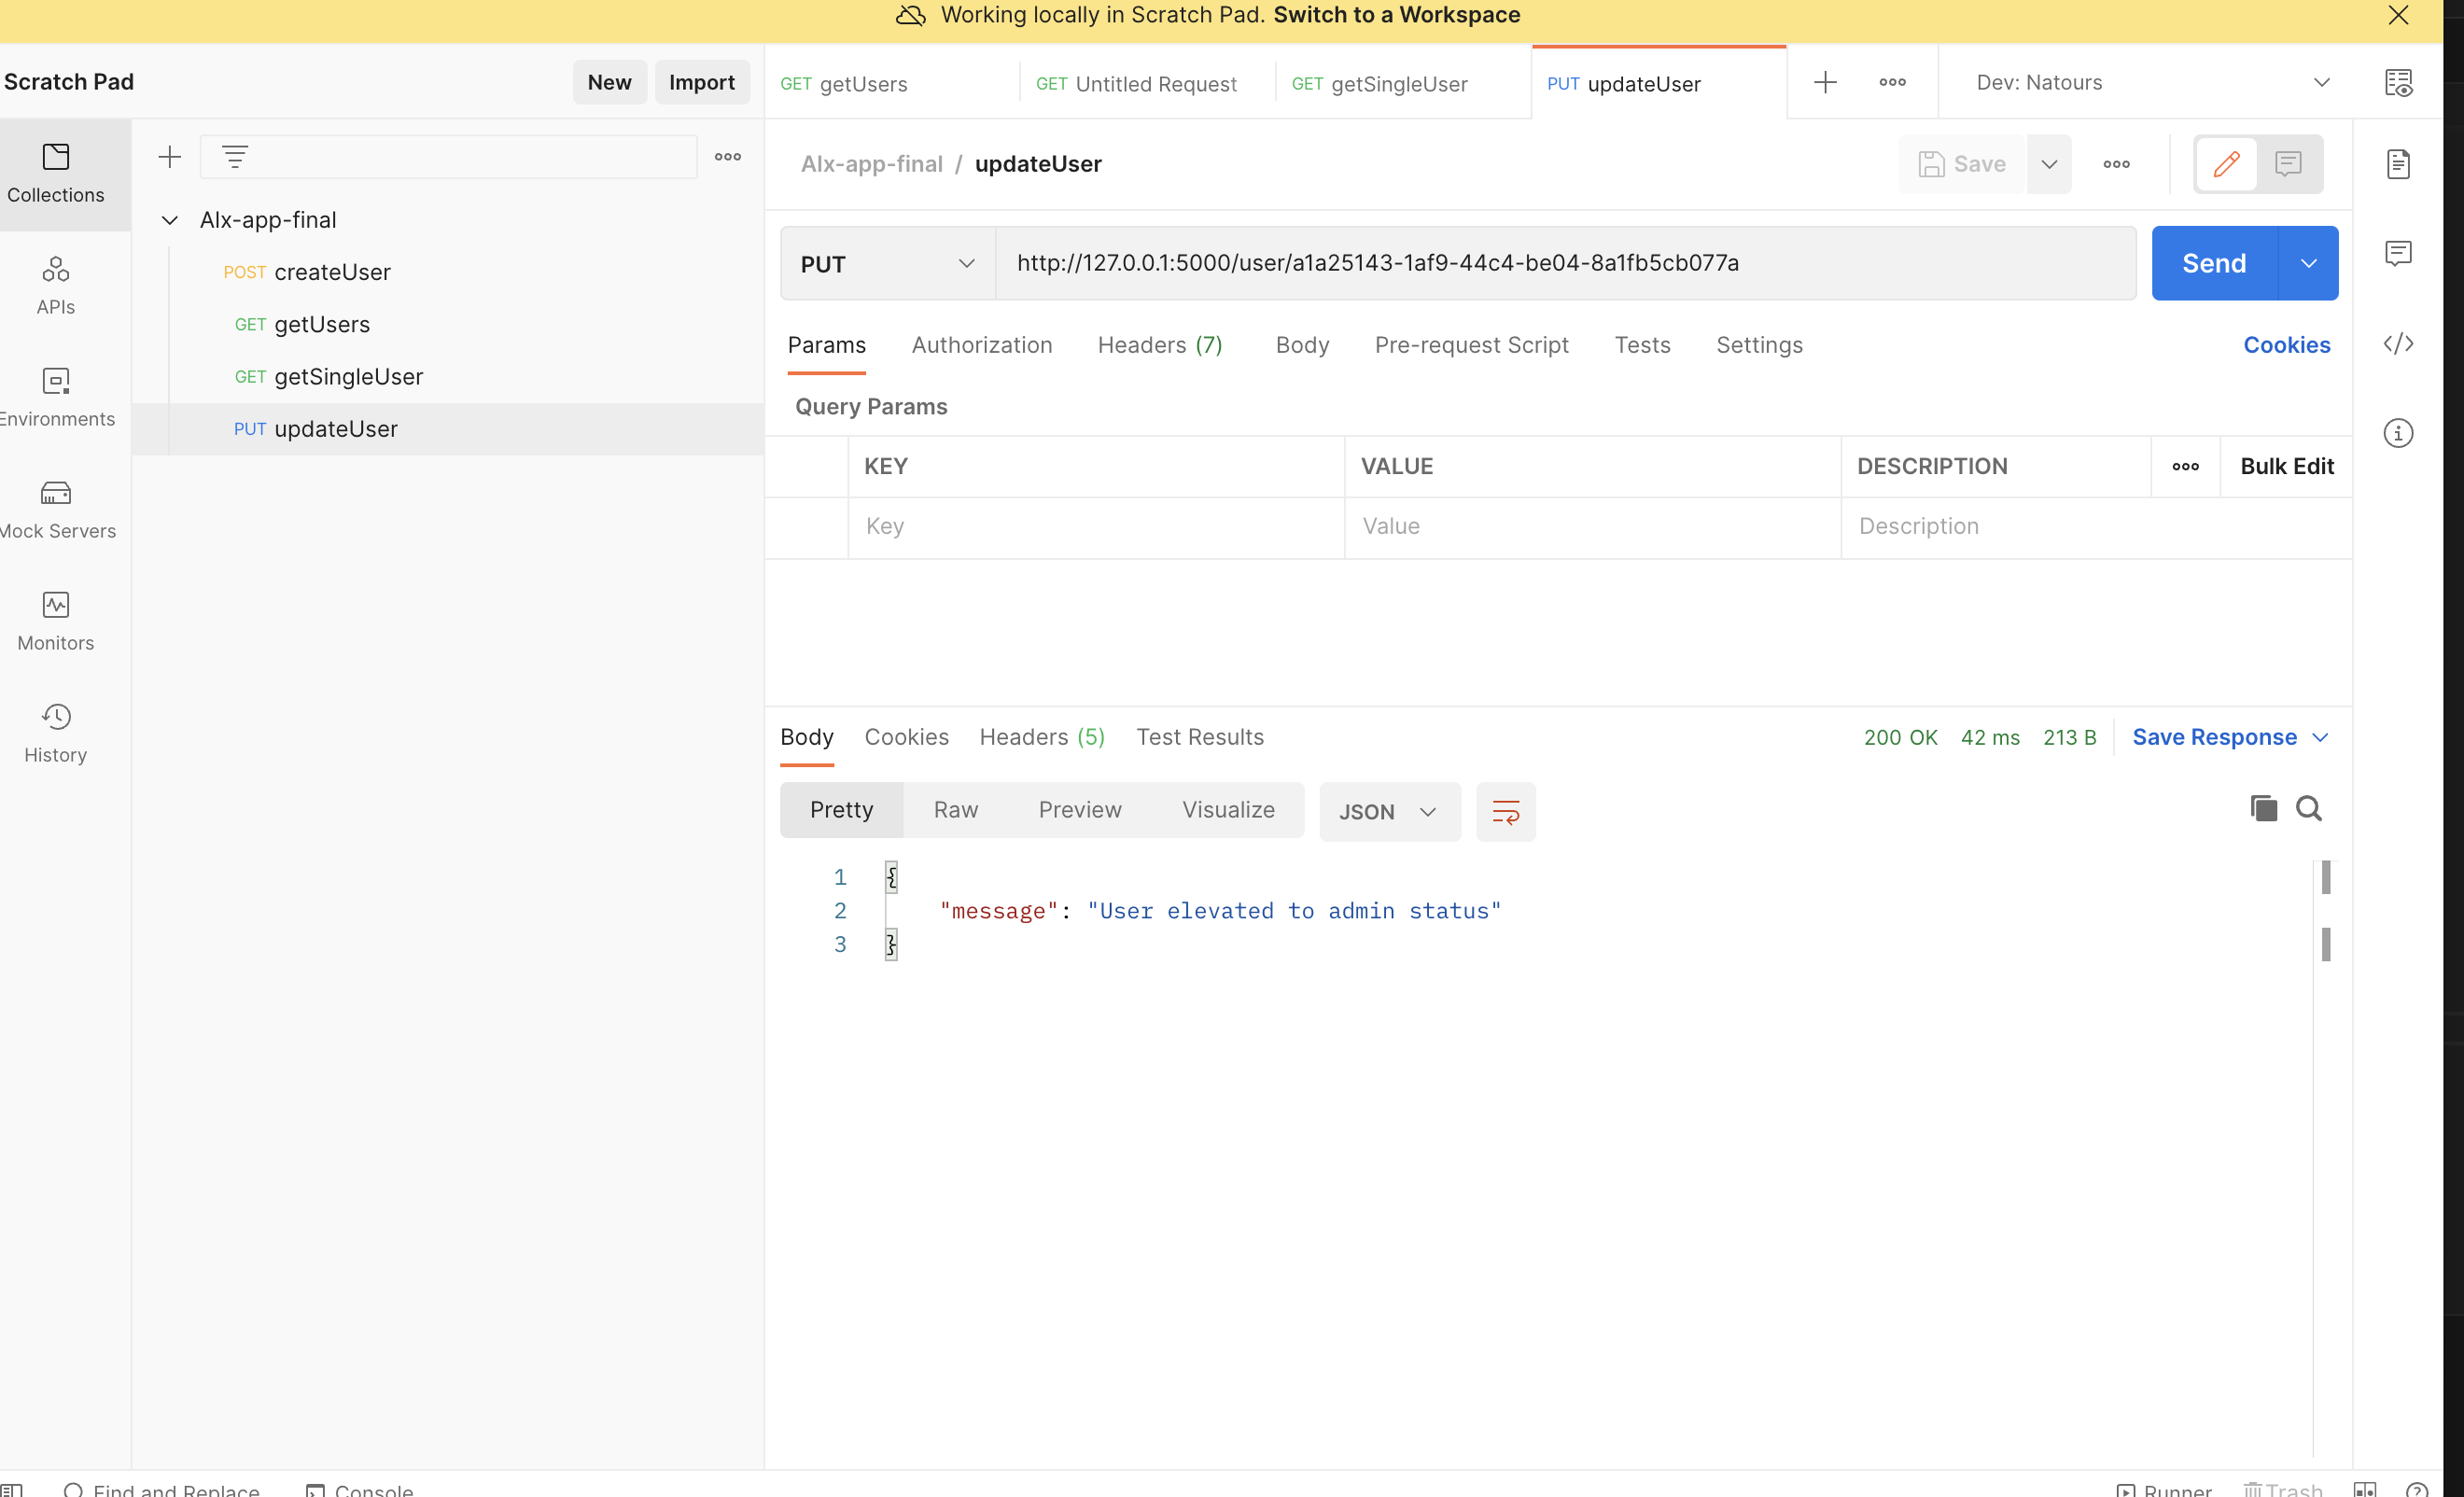 Working locally in Scratch Pad. Switch to a Workspace
Scratch Pad
New
Import
GET getUsers
GET Untitled Request
GET getSingleUser
PUT updateUser
Dev: Natours
Collections
APIs
Environments
Mock Servers
Monitors
History
Alx-app-final
POST createUser
GET getUsers
GET getSingleUser
PUT updateUser
Alx-app-final / updateUser
Save
PUT
http://127.0.0.1:5000/user/a1a25143-1af9-44c4-be04-8a1fb5cb077a
Send
Params
Authorization
Headers (7)
Body
Pre-request Script
Tests
Settings
Cookies
Query Params
KEY
VALUE
DESCRIPTION
Bulk Edit
Key
Value
Description
Body
Cookies
Headers (5)
Test Results
200 OK
42 ms
213 B
Save Response
Pretty
Raw
Preview
Visualize
JSON
1 {
2 "message": "User elevated to admin status"
3 }
Find and Replace
Console
Runner
Trash